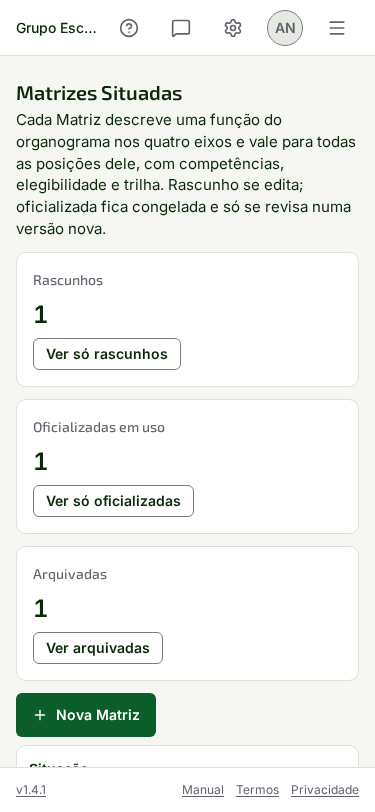 Grupo Esc...
AN
Matrizes Situadas
Cada Matriz descreve uma função do
organograma nos quatro eixos e vale para todas
as posições dele, com competências,
elegibilidade e trilha. Rascunho se edita;
oficializada fica congelada e só se revisa numa
versão nova.
Rascunhos
1
Ver só rascunhos
Oficializadas em uso
1
Ver só oficializadas
Arquivadas
1
Ver arquivadas
+ Nova Matriz
Situação
v1.4.1
Manual Termos Privacidade